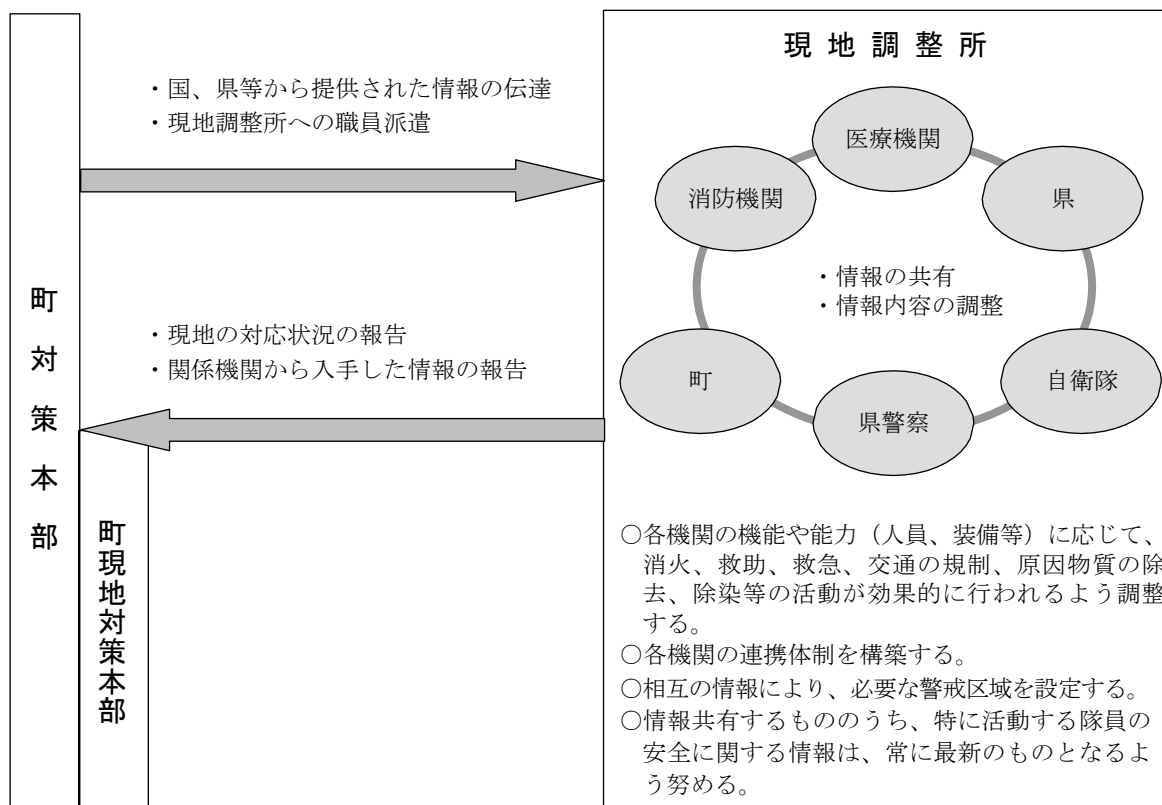 現地調整所
・国、県等から提供された情報の伝達
・現地調整所への職員派遣
医療機関
消防機関
県
・情報の共有
・情報内容の調整
町
自衛隊
県警察
町対策本部
・現地の対応状況の報告
・関係機関から入手した情報の報告
町現地対策本部
○各機関の機能や能力（人員、装備等）に応じて、
消火、救助、救急、交通の規制、原因物質の除
去、除染等の活動が効果的に行われるよう調整
する。
○各機関の連携体制を構築する。
○相互の情報により、必要な警戒区域を設定する。
○情報共有するもののうち、特に活動する隊員の
安全に関する情報は、常に最新のものとなるよ
う努める。